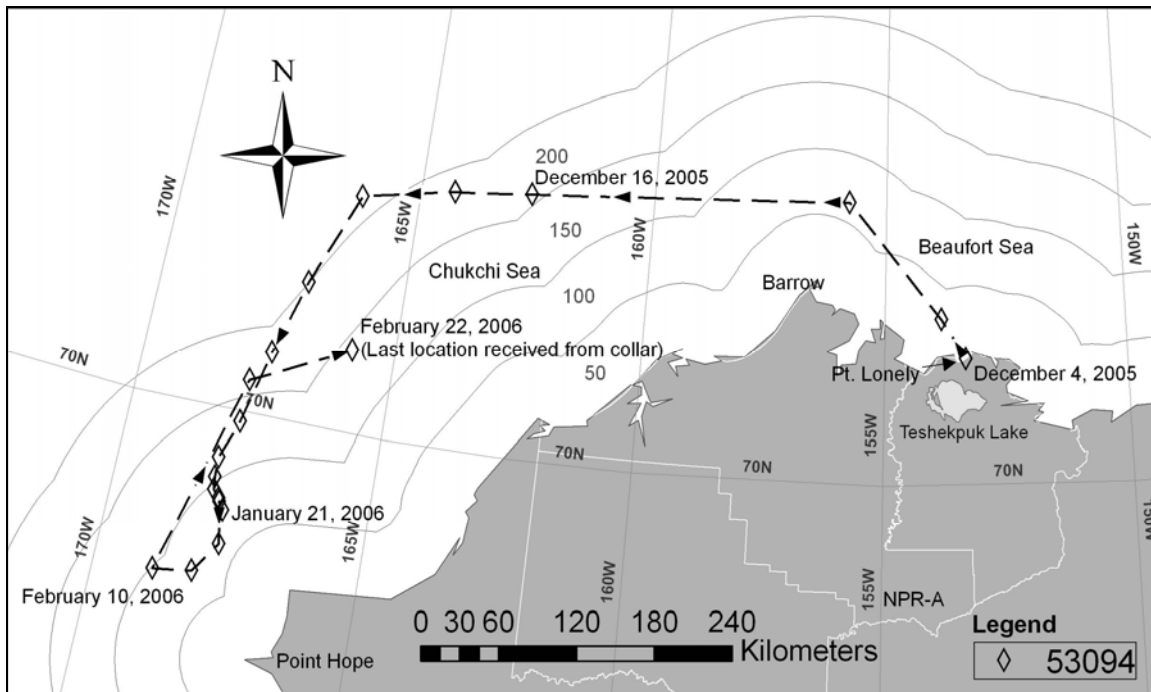 N
170W
165W
200
December 16, 2005
160W
150
Beaufort Sea
150W
Chukchi Sea
Barrow
100
February 22, 2006
(Last location received from collar)
70N
50
Pt. Lonely
December 4, 2005
70N
Teshekpuk Lake
155W
70N
70N
70N
January 21, 2006
170W
165W
150W
February 10, 2006
160W
155W
NPR-A
0 30 60 120 180 240
Kilometers
Legend
53094
Point Hope